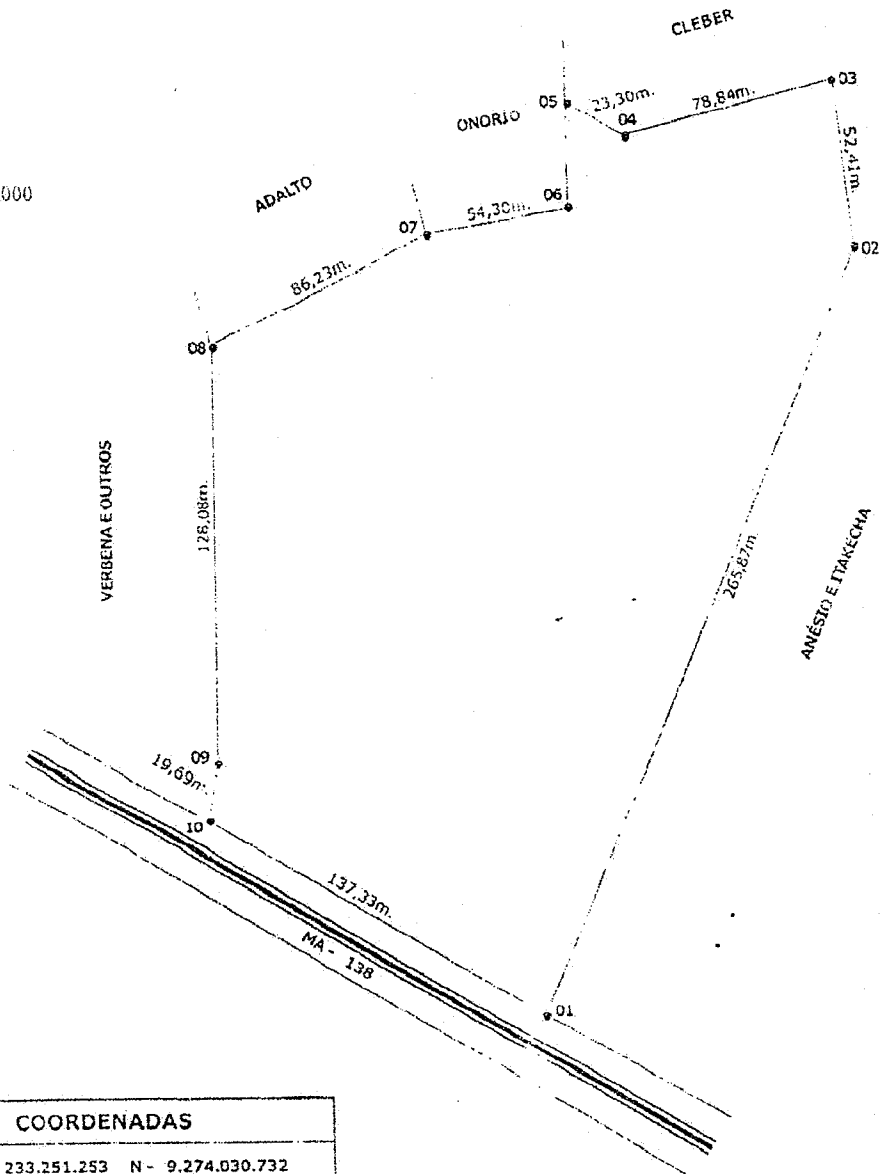 CLEBER
03
05
23,30m.
78,84m.
04
ONORIO
52,41m.
ADALTO
000
54,30m.
06
07
02
86,23m.
08
VERBENA E OUTROS
128,08m.
265,87m.
ANÉSIO E ITAKECHA
09
19,69m.
10
137,33m.
MA - 138
01
COORDENADAS
233.251.253 N - 9.274.030.732